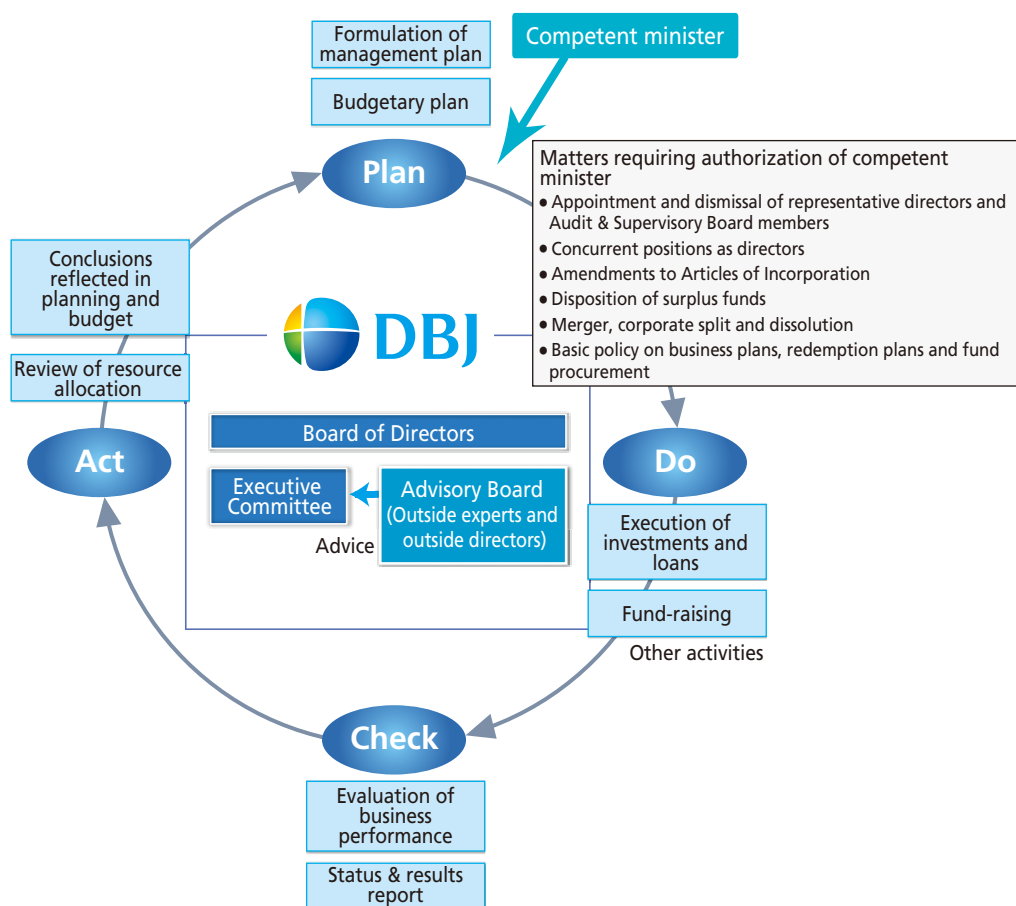 Formulation of
management plan
Competent minister
Budgetary plan
Plan
Matters requiring authorization of competent
minister
• Appointment and dismissal of representative directors and
Audit & Supervisory Board members
• Concurrent positions as directors
• Amendments to Articles of Incorporation
• Disposition of surplus funds
• Merger, corporate split and dissolution
• Basic policy on business plans, redemption plans and fund
procurement
Conclusions
reflected in
planning and
budget
Review of resource
allocation
DBJ
Act
Board of Directors
Executive
Committee
Advisory Board
(Outside experts and
outside directors)
Advice
Do
Execution of
investments and
loans
Fund-raising
Other activities
Check
Evaluation of
business
performance
Status & results
report